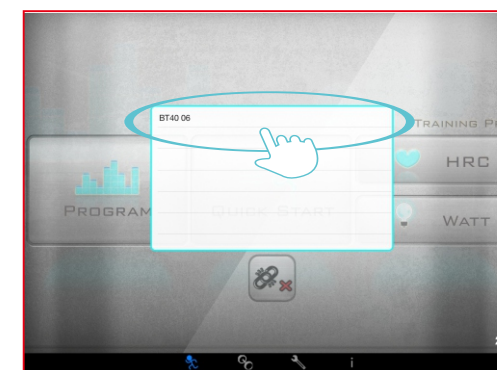 BT40 06
TRAINING P
HRC
PROGRAM
QUICK START
WATT
i